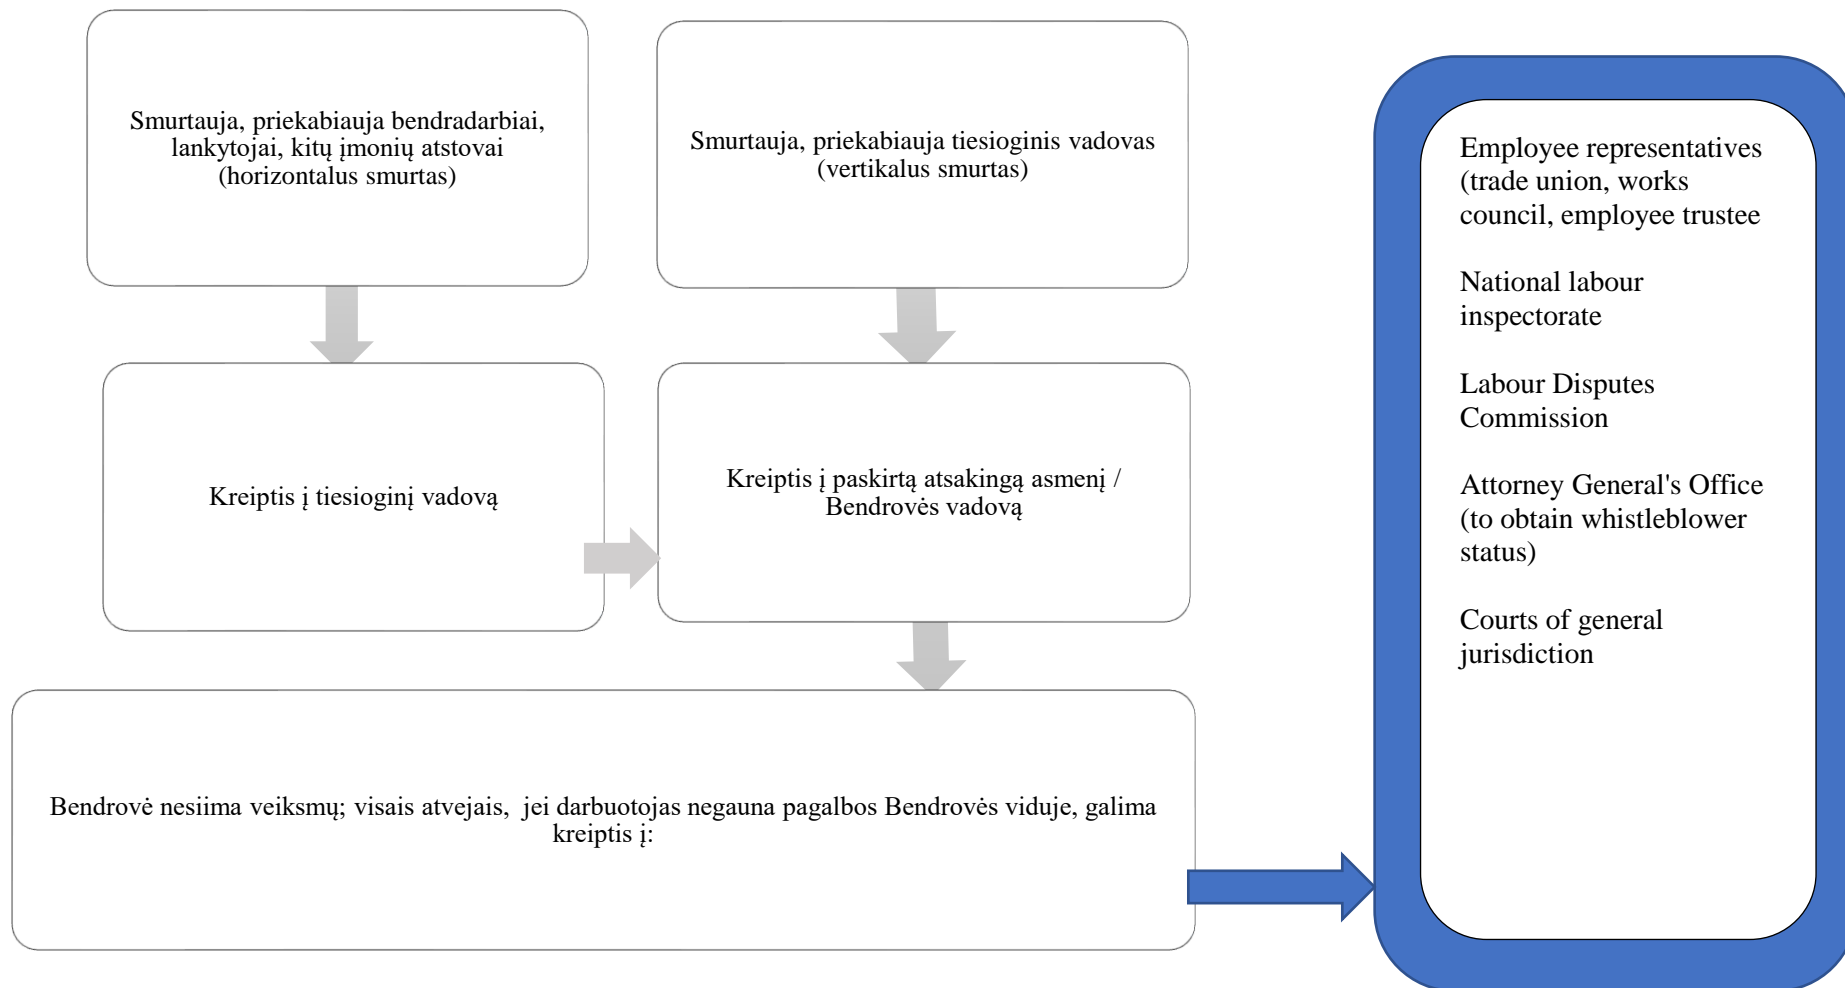 Smurtauja, priekabiauja bendradarbiai,
lankytojai, kitų įmonių atstovai
(horizontalus smurtas)
Smurtauja, priekabiauja tiesioginis vadovas
(vertikalus smurtas)
Kreiptis į tiesioginį vadovą
Kreiptis į paskirtą atsakingą asmenį /
Bendrovės vadovą
Bendrovė nesiima veiksmų; visais atvejais, jei darbuotojas negauna pagalbos Bendrovės viduje, galima
kreiptis į:
Employee representatives
(trade union, works
council, employee trustee
National labour
inspectorate
Labour Disputes
Commission
Attorney General's Office
(to obtain whistleblower
status)
Courts of general
jurisdiction